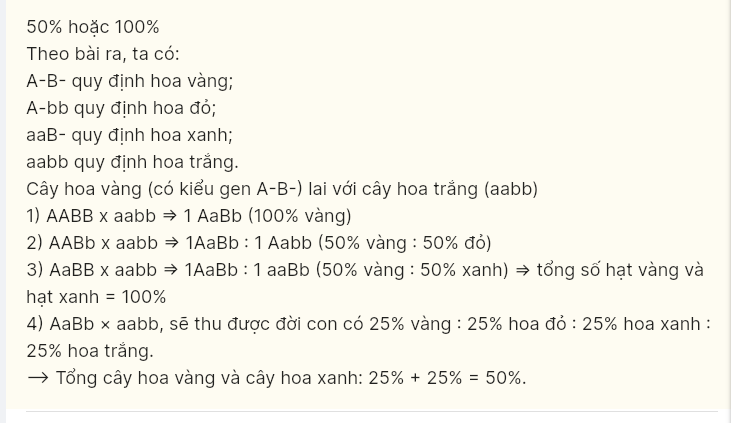 50% hoặc 100%
Theo bài ra, ta có:
A-B- quy định hoa vàng;
A-bb quy định hoa đỏ;
aaB- quy định hoa xanh;
aabb quy định hoa trắng.
Cây hoa vàng (có kiểu gen A-B-) lai với cây hoa trắng (aabb)
1) AABB x aabb ⇒ 1 AaBb (100% vàng)
2) AABb x aabb ⇒ 1AaBb : 1 Aabb (50% vàng : 50% đỏ)
3) AaBB x aabb ⇒ 1AaBb : 1 aaBb (50% vàng : 50% xanh) ⇒ tổng số hạt vàng và
hạt xanh = 100%
4) AaBb × aabb, sẽ thu được đời con có 25% vàng : 25% hoa đỏ : 25% hoa xanh :
25% hoa trắng.
⟶ Tổng cây hoa vàng và cây hoa xanh: 25% + 25% = 50%.